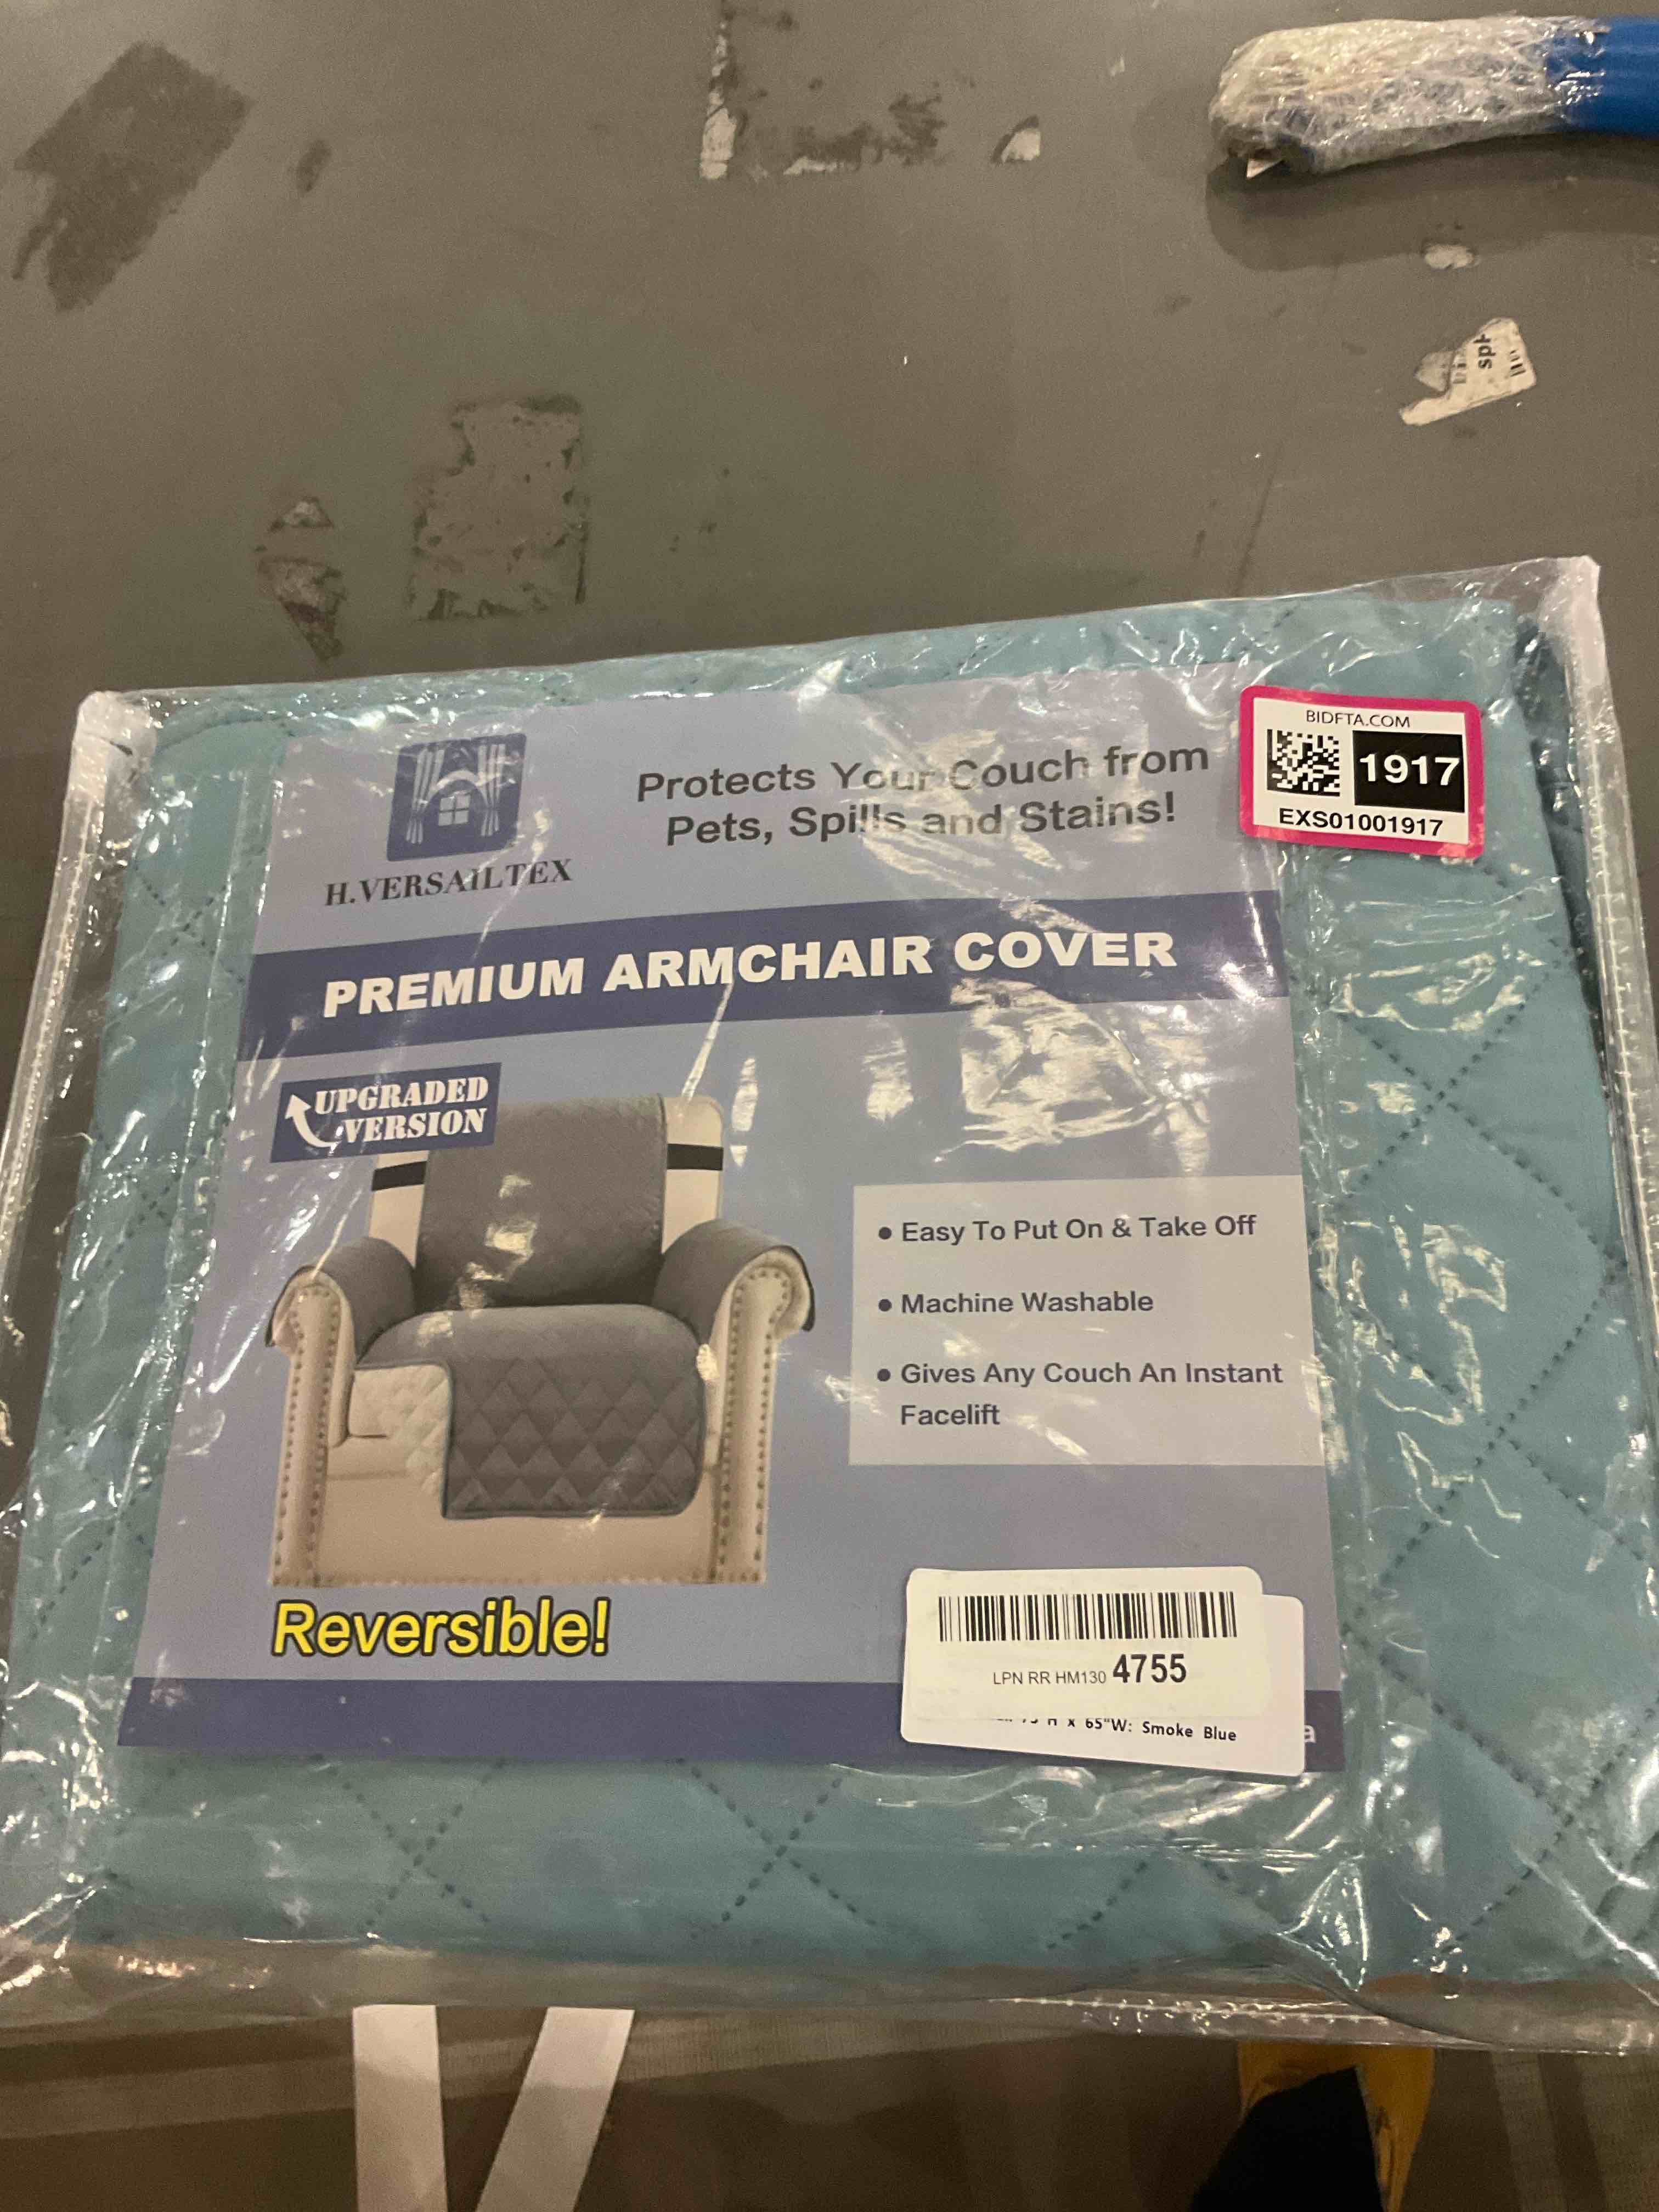 BIDFTA.COM
1917
EXS01001917
H.VERSAILTEX
Protects Your Couch from
Pets, Spills and Stains!
PREMIUM ARMCHAIR COVER
UPGRADED
VERSION
• Easy To Put On & Take Off
• Machine Washable
• Gives Any Couch An Instant
Facelift
Reversible!
LPN RR HM130 4755
x 65"W: Smoke Blue